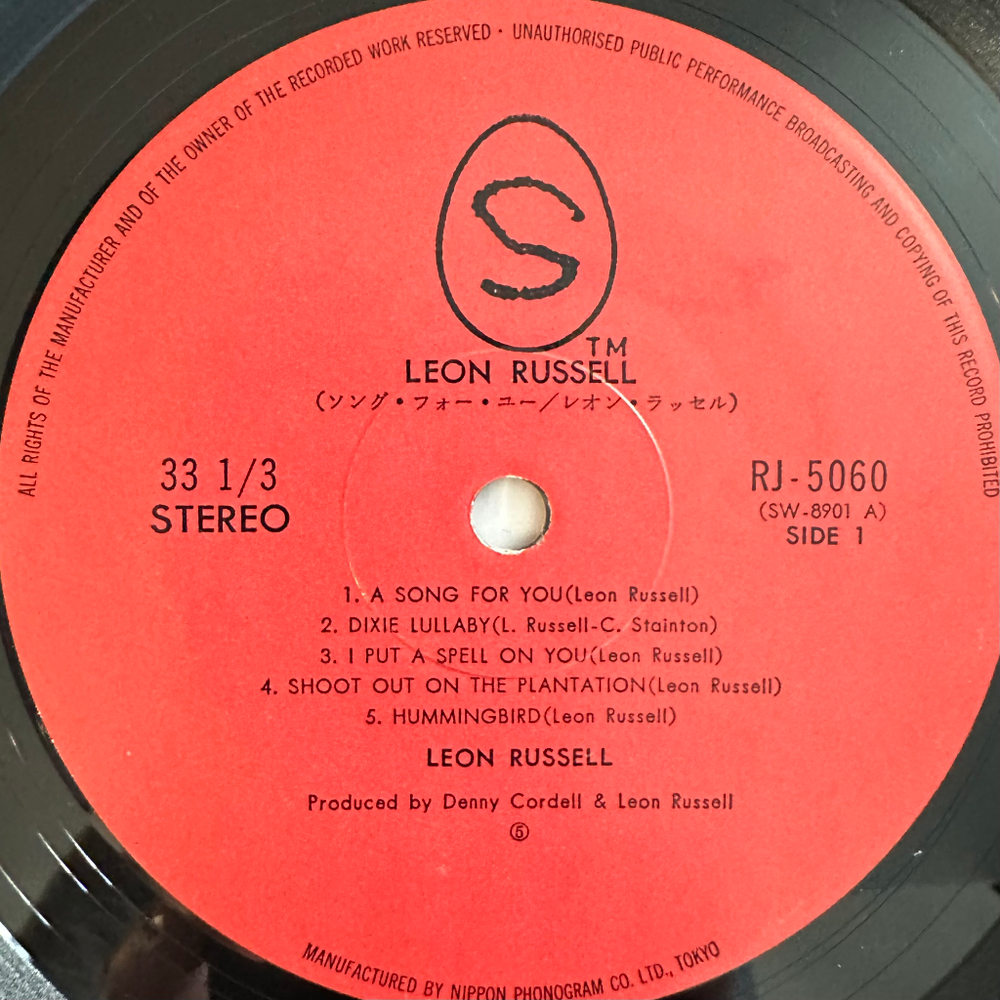 ALL RIGHTS OF THE MANUFACTURER AND OF THE OWNER OF THE RECORDED WORK RESERVED · UNAUTHORISED PUBLIC PERFORMANCE BROADCASTING AND COPYING OF THIS RECORD PROHIBITED
S
TM
LEON RUSSELL
(ソング・フォー・ユー/レオン・ラッセル)
33 1/3
STEREO
RJ-5060
(SW-8901 A)
SIDE 1
1. A SONG FOR YOU(Leon Russell)
2. DIXIE LULLABY(L. Russell-C. Stainton)
3. I PUT A SPELL ON YOU(Leon Russell)
4. SHOOT OUT ON THE PLANTATION(Leon Russell)
5. HUMMINGBIRD(Leon Russell)
LEON RUSSELL
Produced by Denny Cordell & Leon Russell
⑤
MANUFACTURED BY NIPPON PHONOGRAM CO. LTD., TOKYO